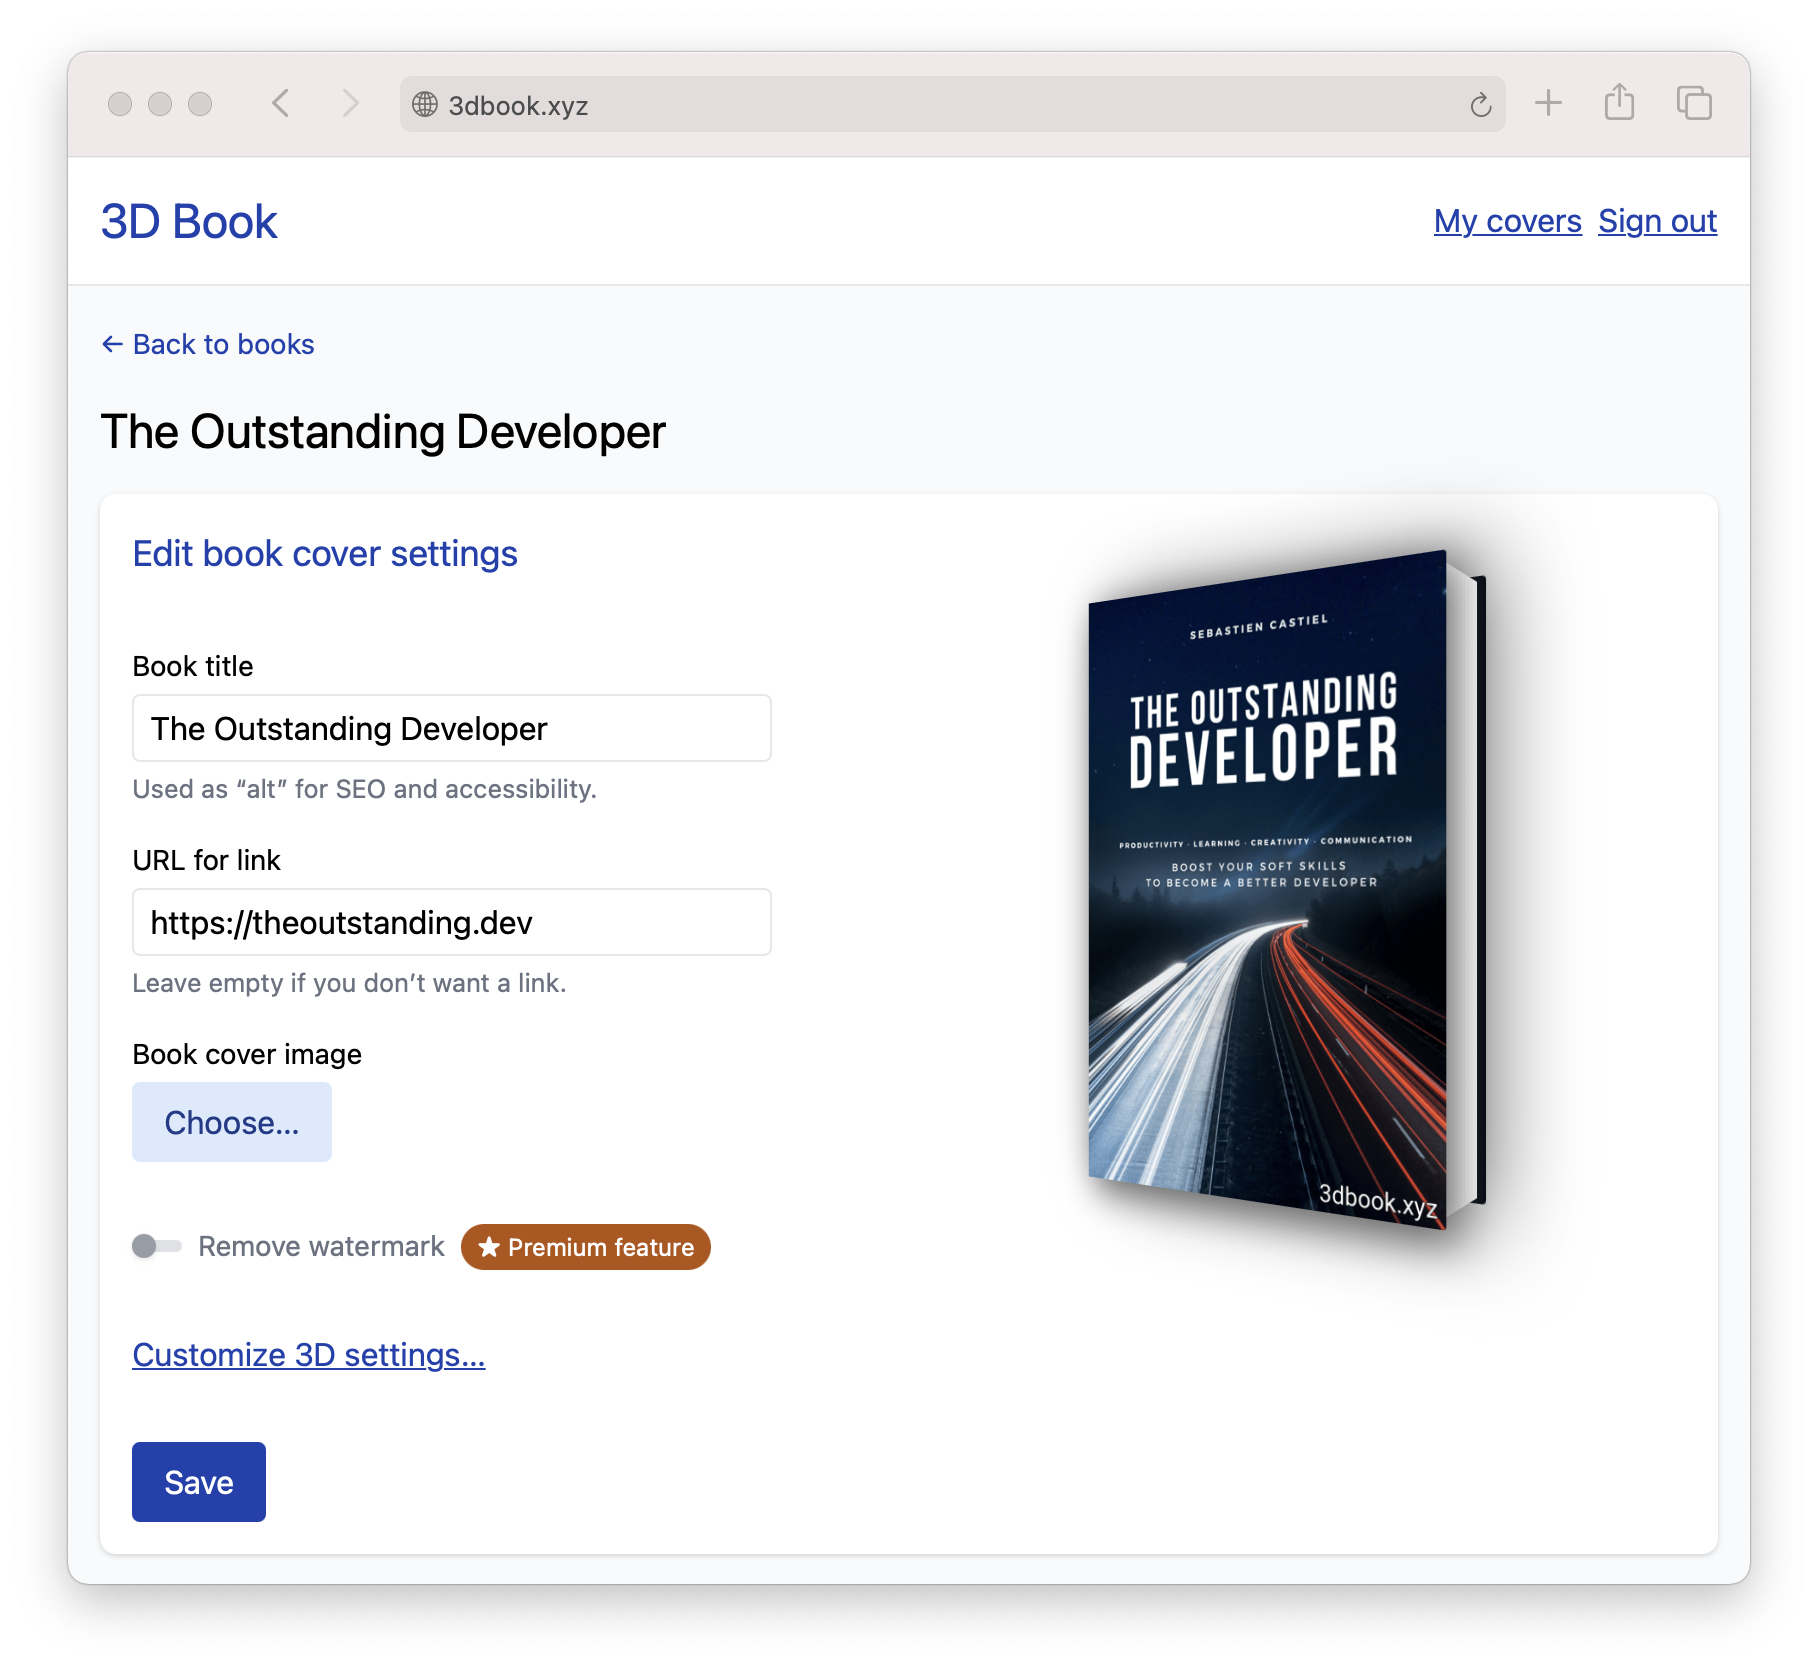 3dbook.xyz
3D Book
My covers Sign out
← Back to books
The Outstanding Developer
Edit book cover settings
Book title
The Outstanding Developer
Used as “alt” for SEO and accessibility.
URL for link
https://theoutstanding.dev
Leave empty if you don’t want a link.
Book cover image
Choose...
Remove watermark ★ Premium feature
Customize 3D settings...
Save
SEBASTIEN CASTIEL
THE OUTSTANDING
DEVELOPER
PRODUCTIVITY · LEARNING · CREATIVITY · COMMUNICATION
BOOST YOUR SOFT SKILLS
TO BECOME A BETTER DEVELOPER
3dbook.xyz